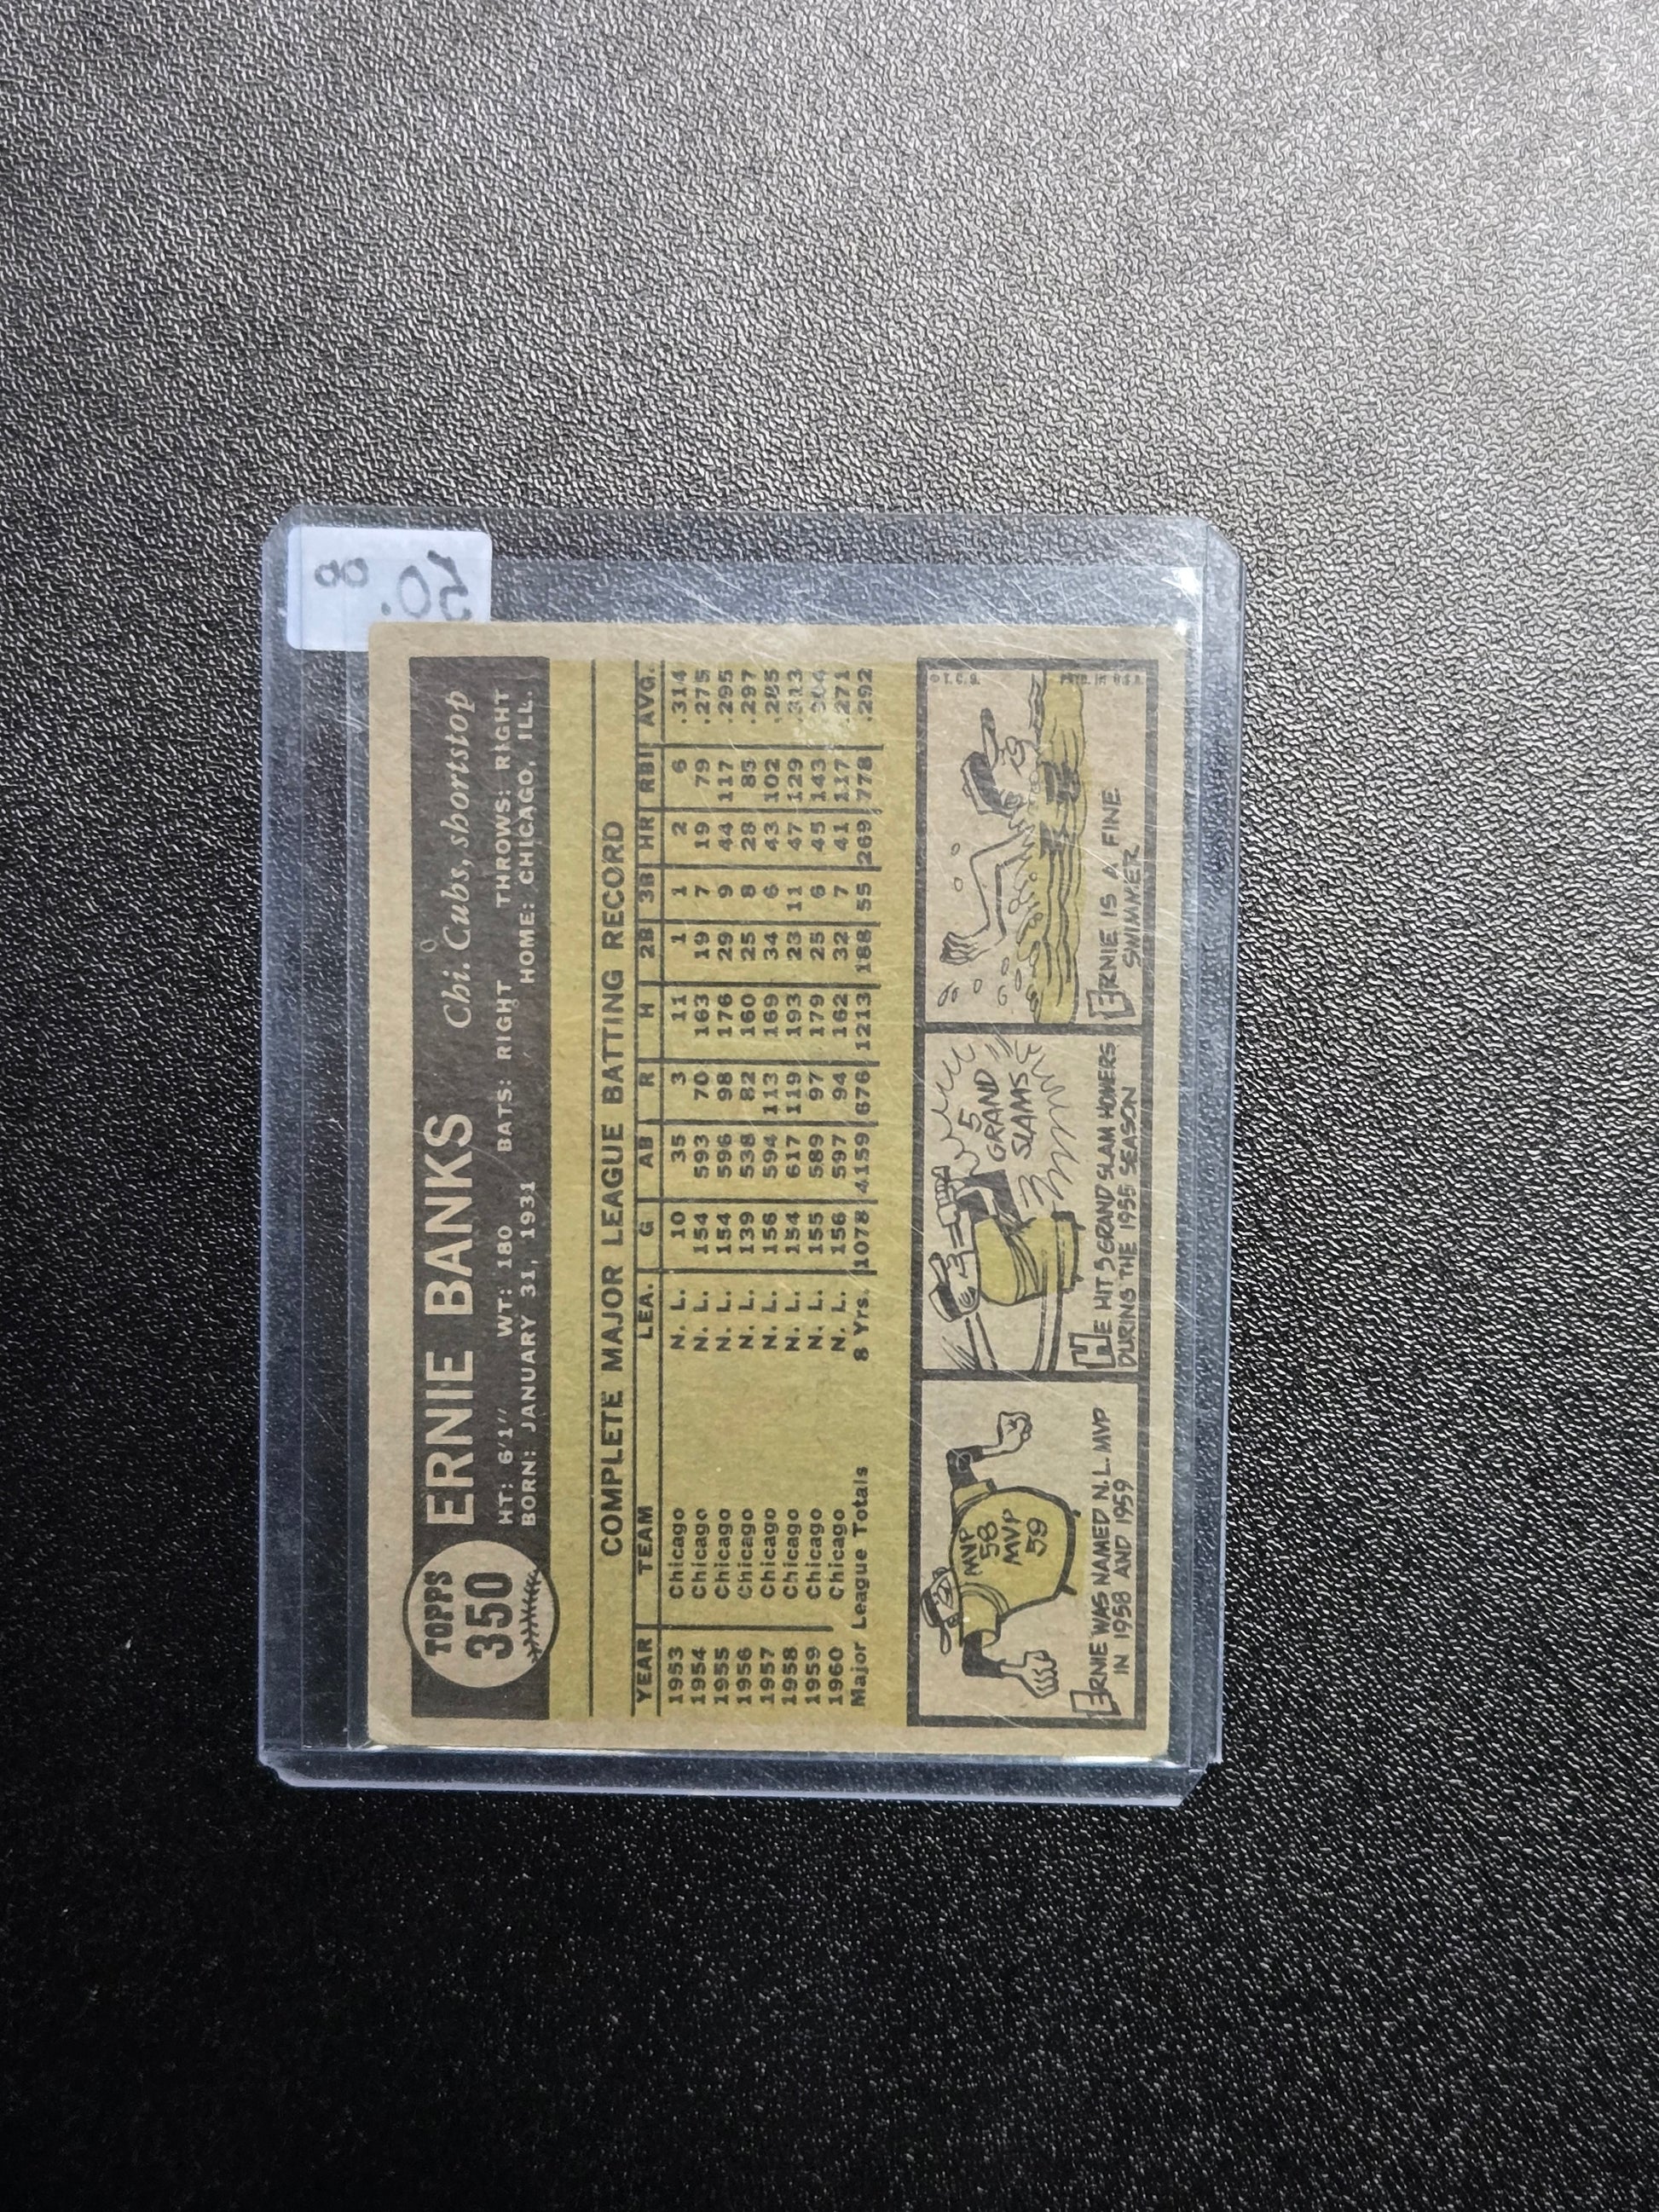 TOPPS
350
ERNIE BANKS Chi. Cubs, shortstop
HT: 6'1" WT: 180 BATS: RIGHT THROWS: RIGHT
BORN: JANUARY 31, 1931 HOME: CHICAGO, ILL.
COMPLETE MAJOR LEAGUE BATTING RECORD
YEAR TEAM LEA. G AB R H 2B 3B HR RBI AVG.
1953 Chicago N. L. 10 35 3 11 1 1 2 6 .314
1954 Chicago N. L. 154 593 70 163 19 7 19 79 .275
1955 Chicago N. L. 154 596 98 176 29 9 44 117 .295
1956 Chicago N. L. 139 538 82 160 25 8 28 85 .297
1957 Chicago N. L. 156 594 113 169 34 6 43 102 .285
1958 Chicago N. L. 154 617 119 193 23 11 47 129 .313
1959 Chicago N. L. 155 589 97 179 25 6 45 143 .304
1960 Chicago N. L. 156 597 94 162 32 7 41 117 .271
Major League Totals 8 Yrs. 1078 4159 676 1213 188 55 269 778 .292
MVP
58
MVP
59
ERNIE WAS NAMED N.L. MVP
IN 1958 AND 1959
5
GRAND
SLAMS
HE HIT 5 GRAND SLAM HOMERS
DURING THE 1955 SEASON
© T.C.G.
PRTD. IN U.S.A.
ERNIE IS A FINE
SWIMMER
50.
8